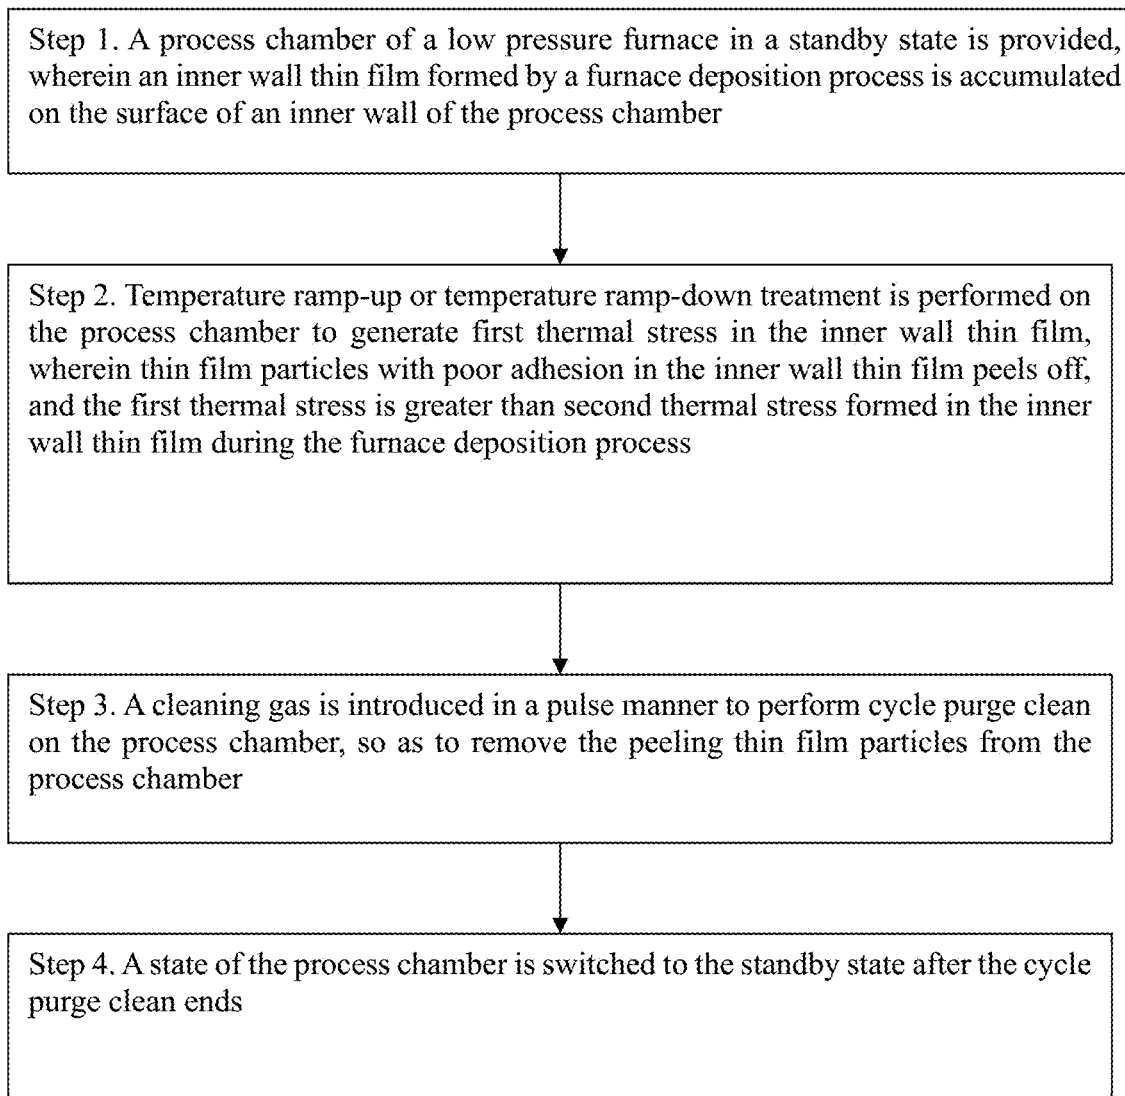 Step 1. A process chamber of a low pressure furnace in a standby state is provided,
wherein an inner wall thin film formed by a furnace deposition process is accumulated
on the surface of an inner wall of the process chamber
Step 2. Temperature ramp-up or temperature ramp-down treatment is performed on
the process chamber to generate first thermal stress in the inner wall thin film,
wherein thin film particles with poor adhesion in the inner wall thin film peels off,
and the first thermal stress is greater than second thermal stress formed in the inner
wall thin film during the furnace deposition process
Step 3. A cleaning gas is introduced in a pulse manner to perform cycle purge clean
on the process chamber, so as to remove the peeling thin film particles from the
process chamber
Step 4. A state of the process chamber is switched to the standby state after the cycle
purge clean ends